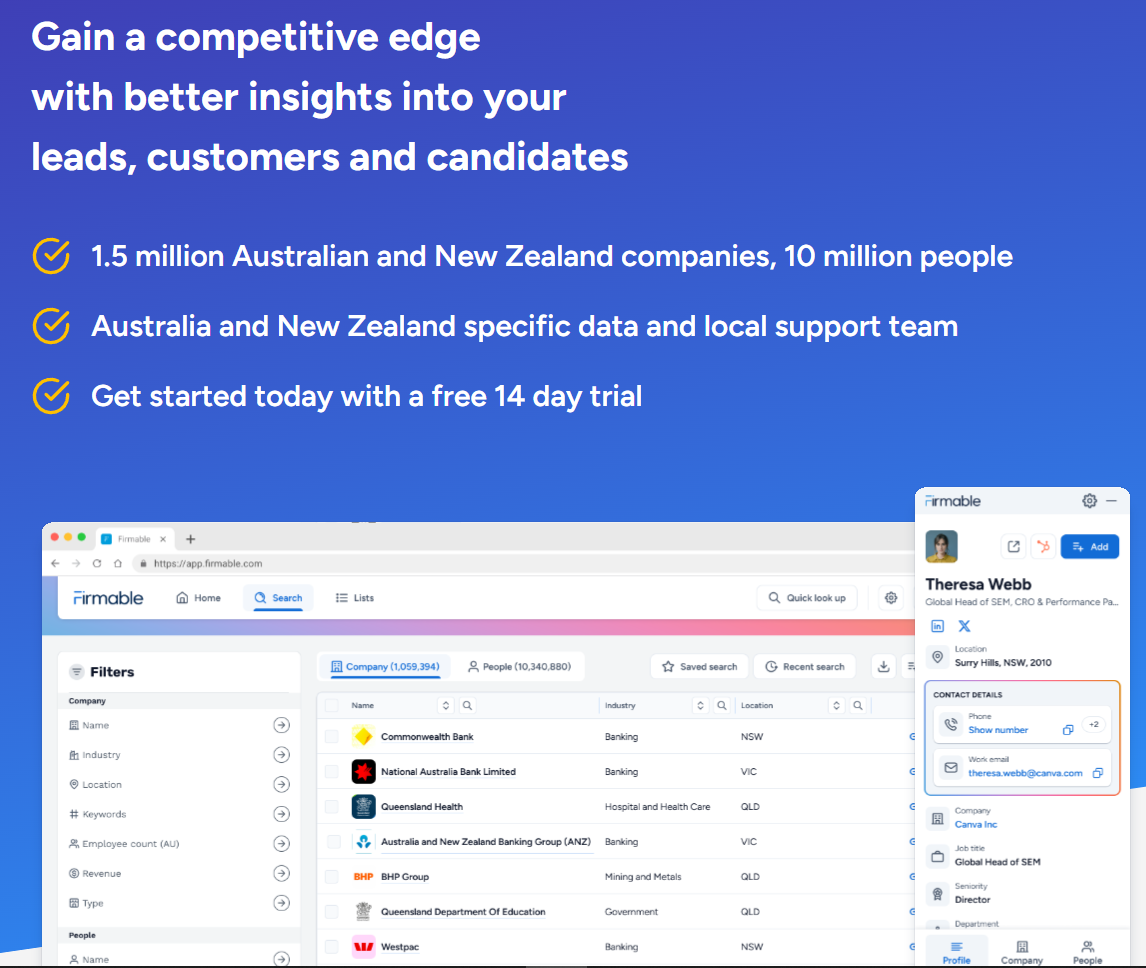 Gain a competitive edge
with better insights into your
leads, customers and candidates
1.5 million Australian and New Zealand companies, 10 million people
Australia and New Zealand specific data and local support team
Get started today with a free 14 day trial
Firmable
https://app.firmable.com
Firmable
Home
Search
Lists
Quick look up
Filters
Company
Name
Industry
Location
Keywords
Employee count (AU)
Revenue
Type
People
Name
Company (1,059,394)
People (10,340,880)
Saved search
Recent search
Name Industry Location
Commonwealth Bank Banking NSW
National Australia Bank Limited Banking VIC
Queensland Health Hospital and Health Care QLD
Australia and New Zealand Banking Group (ANZ) Banking VIC
BHP BHP Group Mining and Metals QLD
Queensland Department Of Education Government QLD
Westpac Banking NSW
Firmable
Add
Theresa Webb
Global Head of SEM, CRO & Performance Pa...
Location
Surry Hills, NSW, 2010
CONTACT DETAILS
Phone
Show number
+2
Work email
theresa.webb@canva.com
Company
Canva Inc
Job title
Global Head of SEM
Seniority
Director
Department
Profile
Company
People